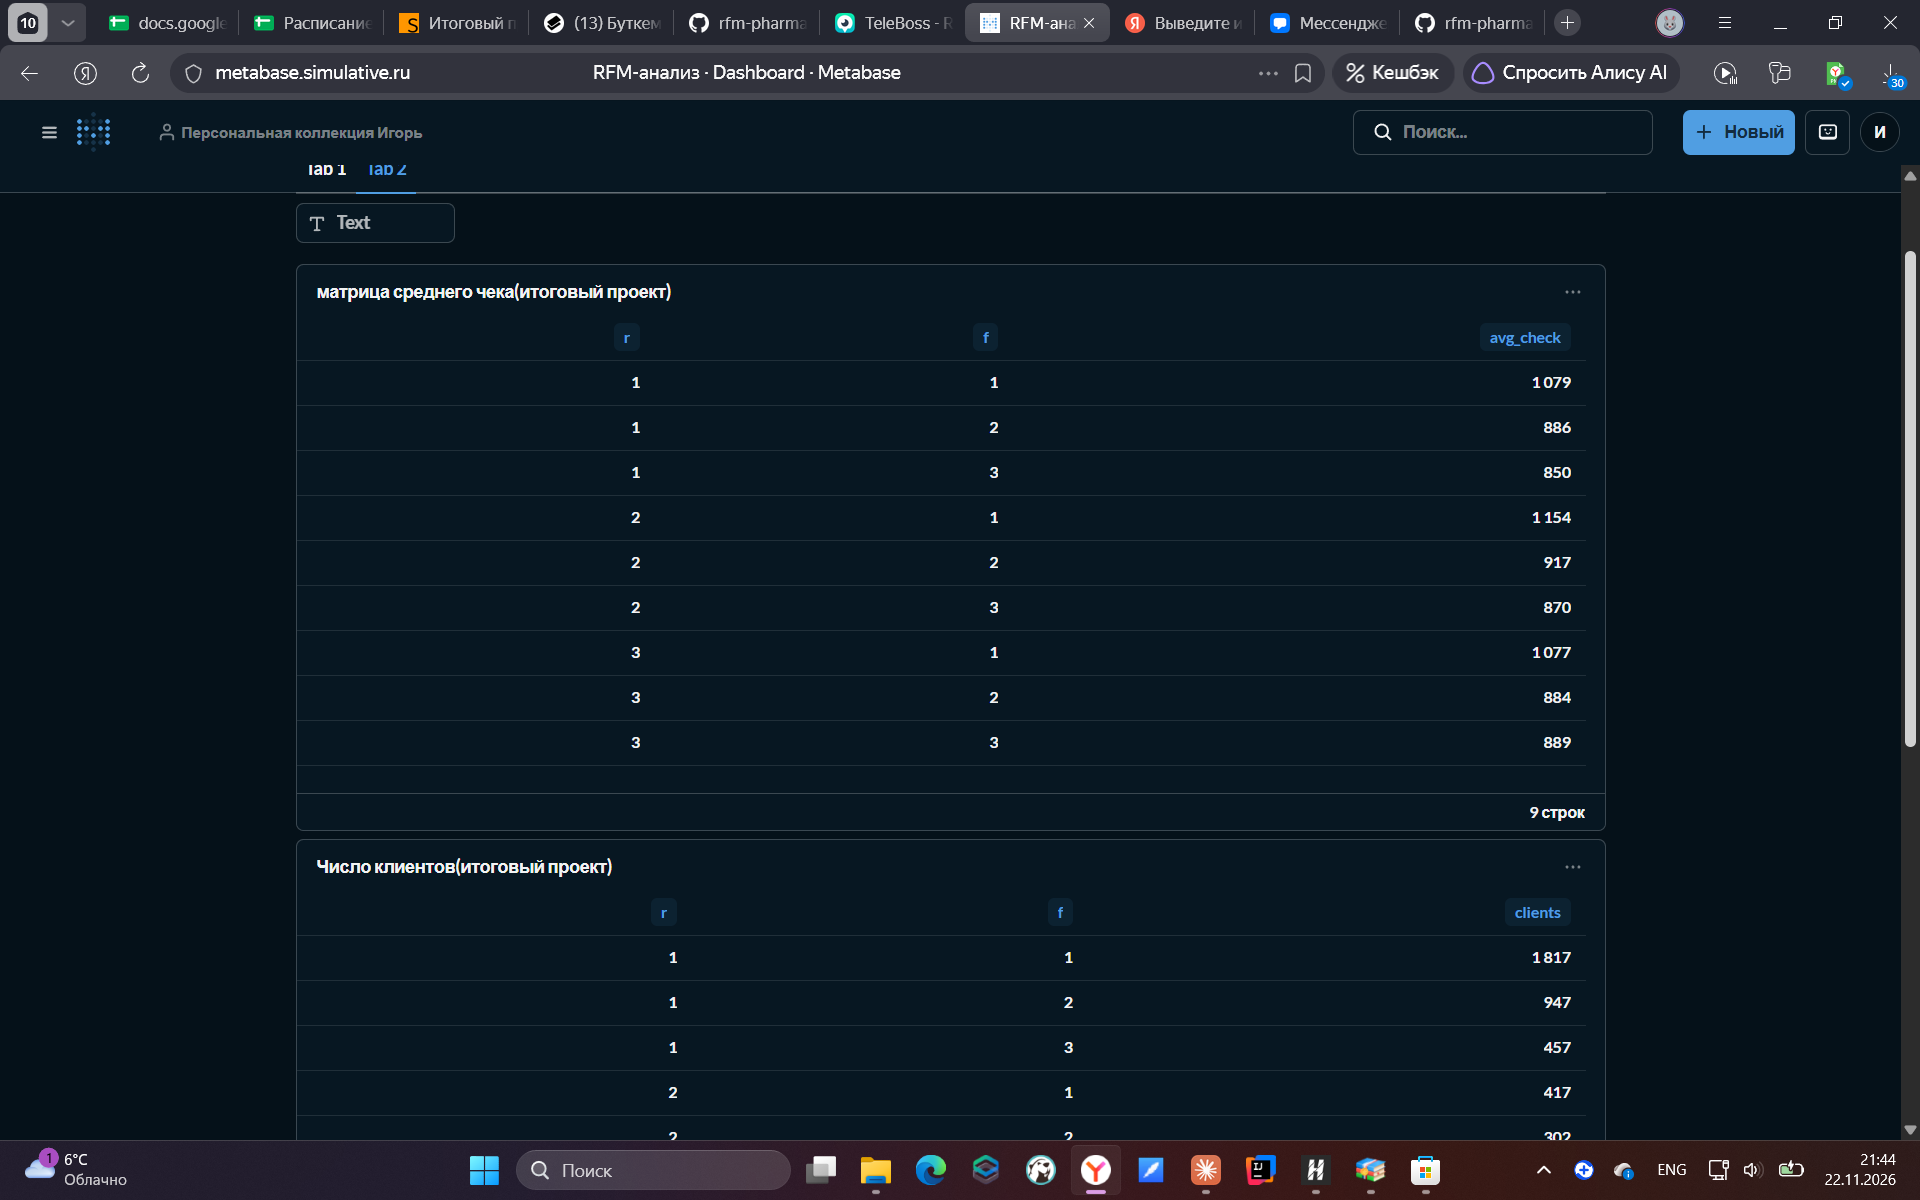 10
docs.google
Расписание
Итоговый п
(13) Буткем
rfm-pharma
TeleBoss - R
RFM-ана
Выведите и
Мессендже
rfm-pharma
metabase.simulative.ru
RFM-анализ · Dashboard · Metabase
Кешбэк
Спросить Алису AI
30
Персональная коллекция Игорь
Поиск...
+ Новый
И
Tab 1 Tab 2
Text
матрица среднего чека(итоговый проект)
r f avg_check
1 1 1 079
1 2 886
1 3 850
2 1 1 154
2 2 917
2 3 870
3 1 1 077
3 2 884
3 3 889
9 строк
Число клиентов(итоговый проект)
r f clients
1 1 1 817
1 2 947
1 3 457
2 1 417
2 2 302
1
6°C
Облачно
Поиск
ENG
21:44
22.11.2026